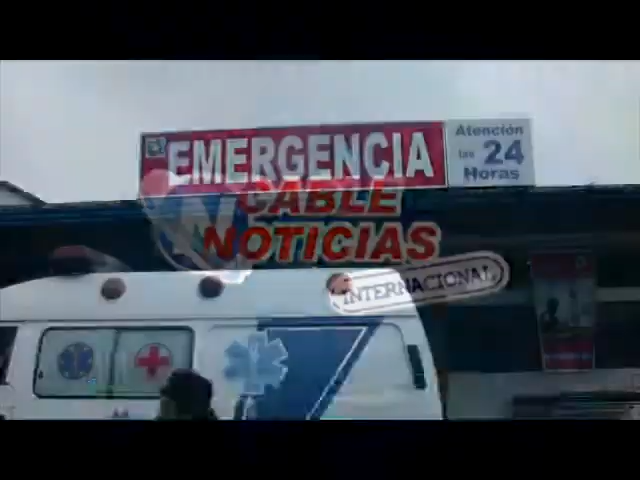 EMERGENCIA
Atención
las 24
Horas
CABLE
NOTICIAS
INTERNACIONAL